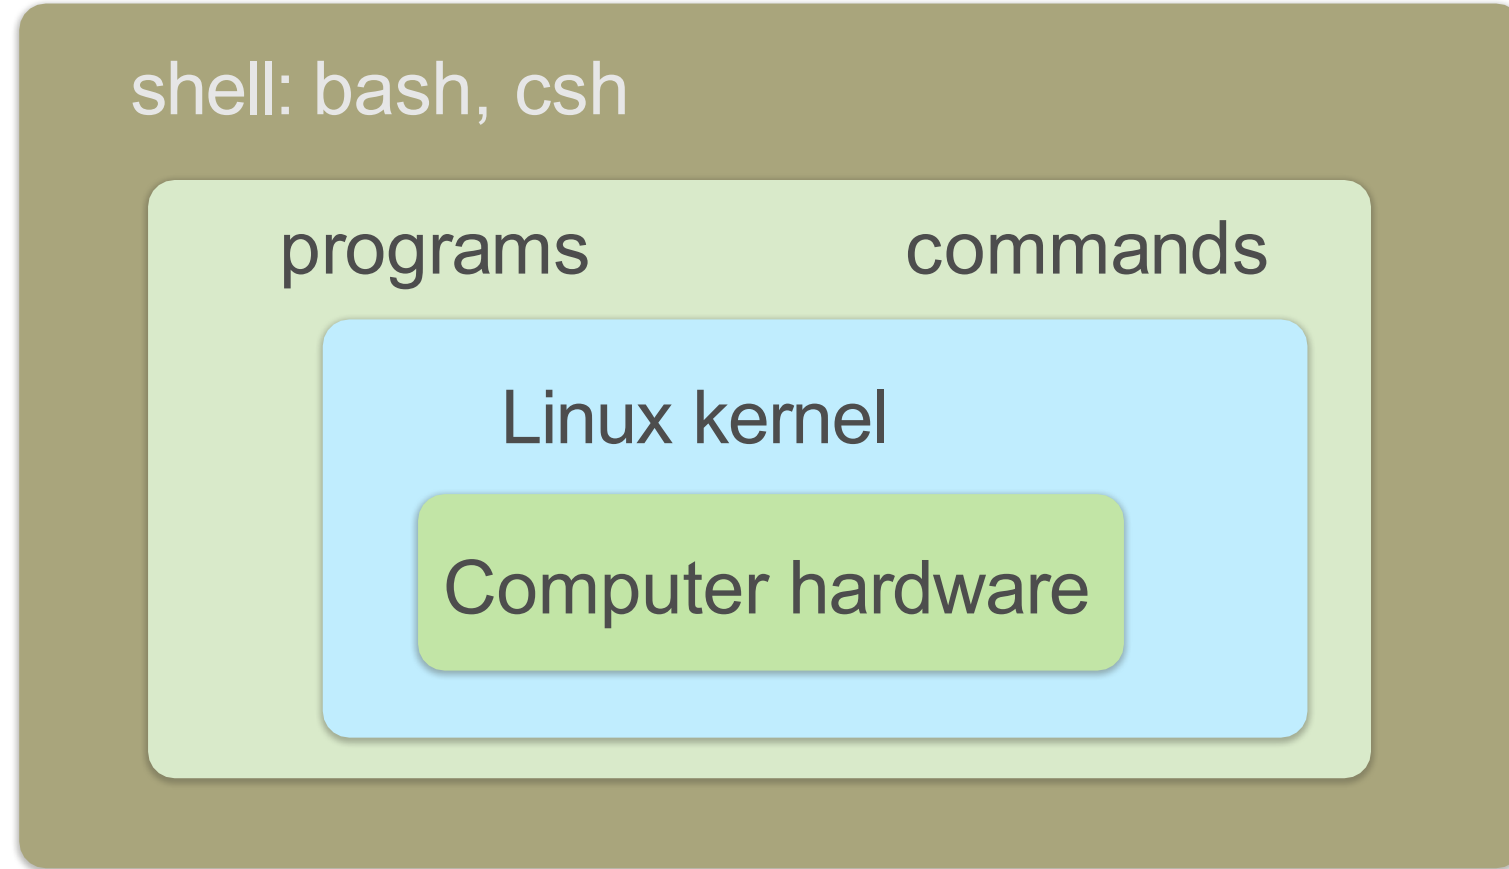 shell: bash, csh
programs commands
Linux kernel
Computer hardware